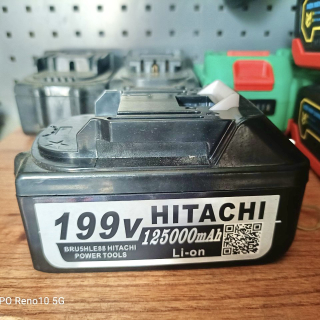 199v HITACHI
125000mAh
BRUSHLESS HITACHI
POWER TOOLS
Li-on
PO Reno10 5G